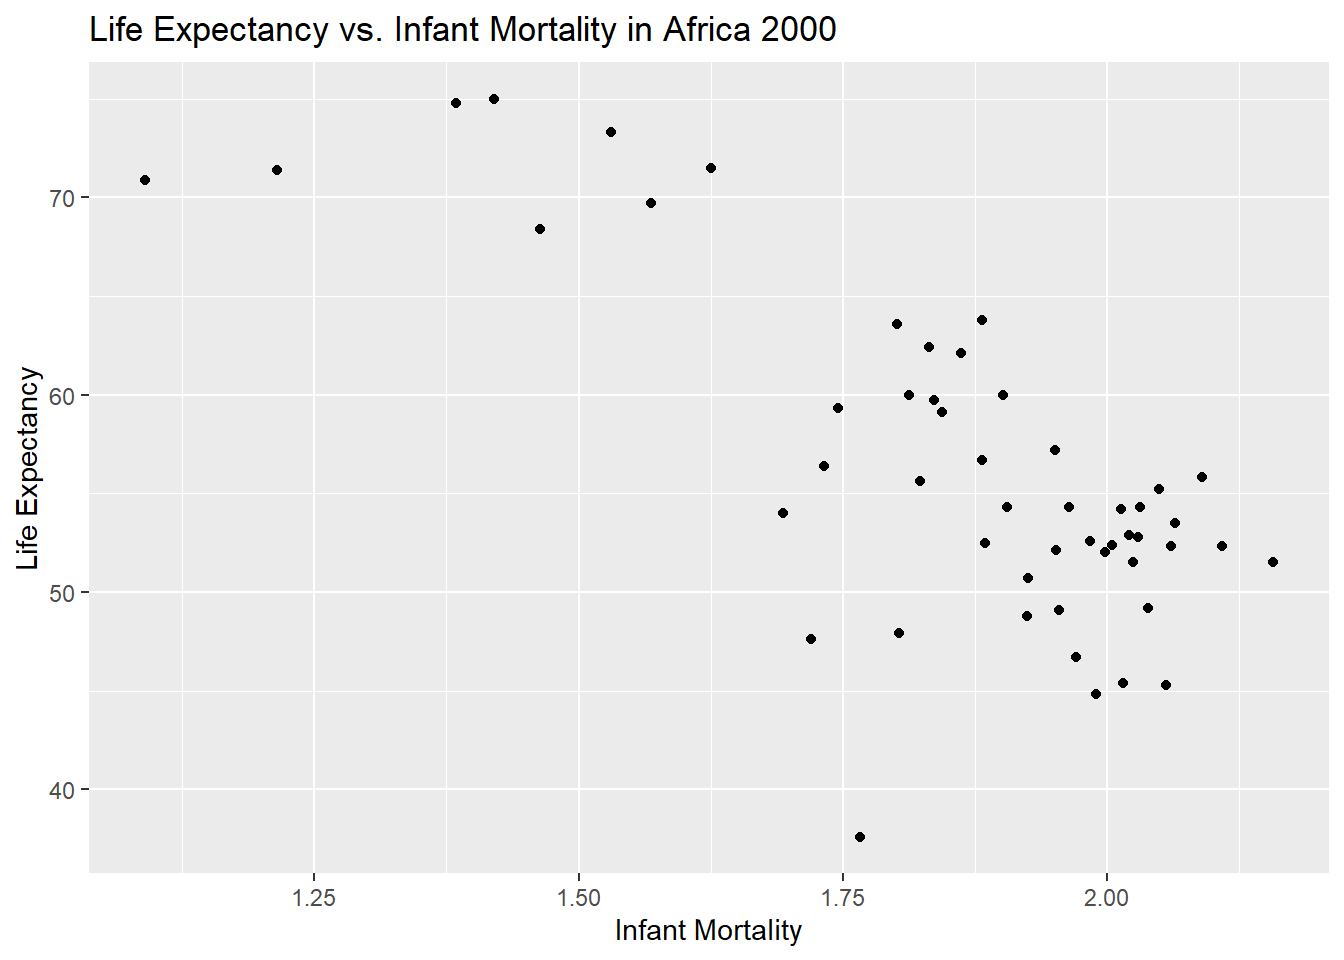 Life Expectancy vs. Infant Mortality in Africa 2000
70
60
50
40
Life Expectancy
1.25 1.50 1.75 2.00
Infant Mortality